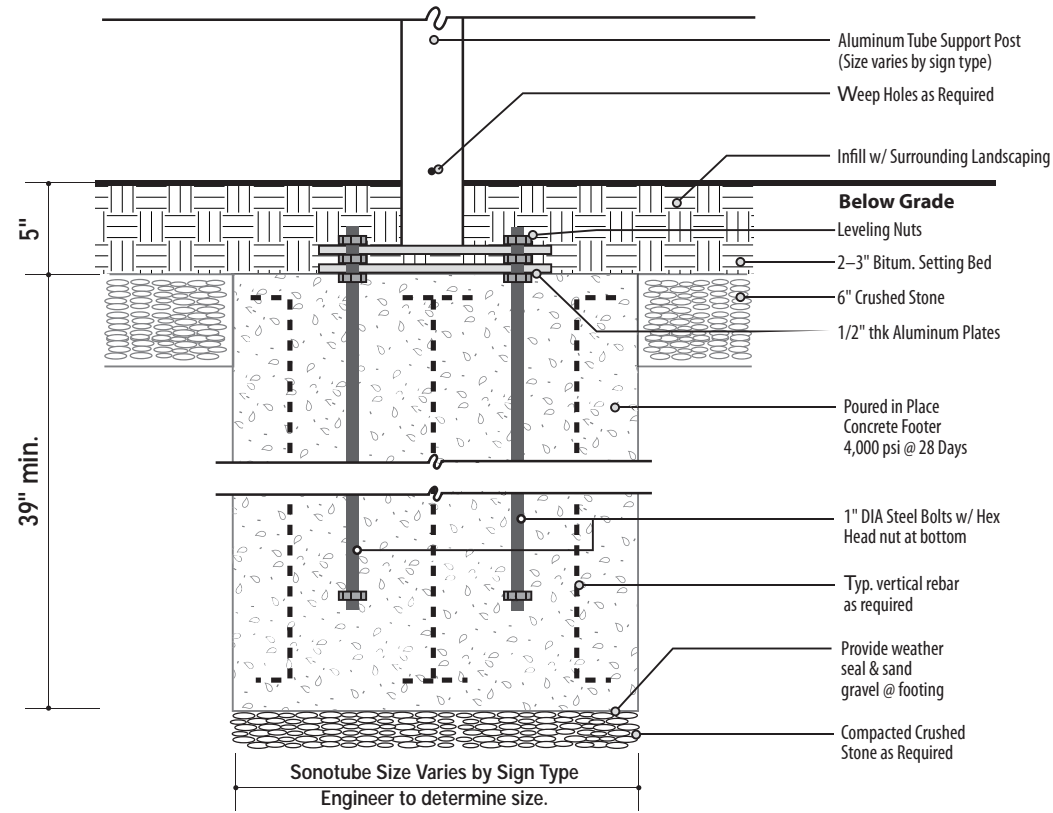 Aluminum Tube Support Post
(Size varies by sign type)
Weep Holes as Required
Infill w/ Surrounding Landscaping
Below Grade
Leveling Nuts
2–3" Bitum. Setting Bed
6" Crushed Stone
1/2" thk Aluminum Plates
Poured in Place
Concrete Footer
4,000 psi @ 28 Days
1" DIA Steel Bolts w/ Hex
Head nut at bottom
Typ. vertical rebar
as required
Provide weather
seal & sand
gravel @ footing
Compacted Crushed
Stone as Required
5"
39" min.
Sonotube Size Varies by Sign Type
Engineer to determine size.